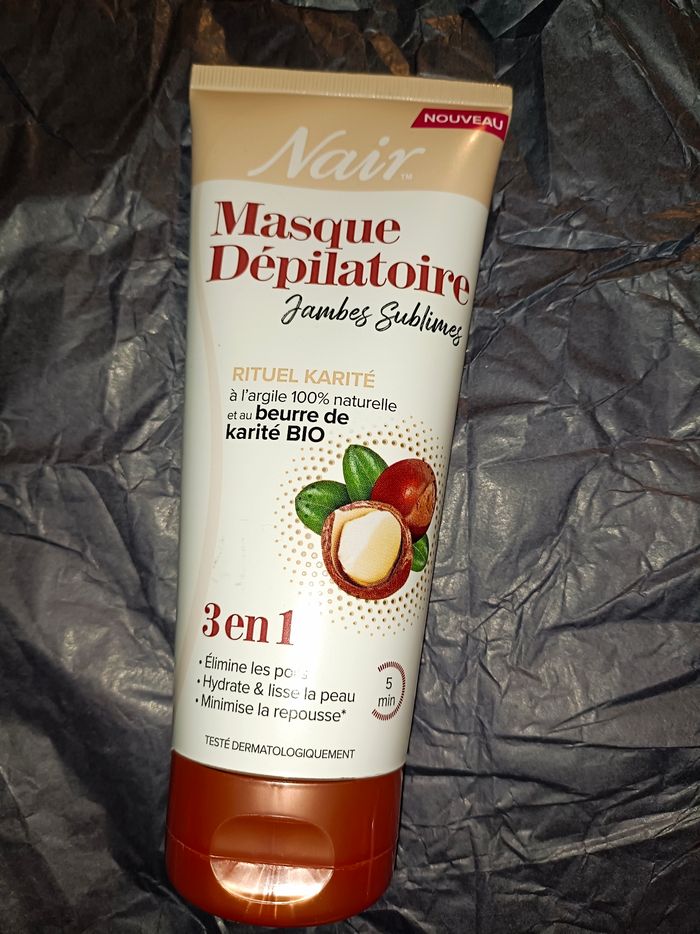 NOUVEAU
Nair™
Masque
Dépilatoire
Jambes Sublimes
RITUEL KARITÉ
à l'argile 100% naturelle
et au beurre de
karité BIO
3 en 1
• Élimine les poils
• Hydrate & lisse la peau
• Minimise la repousse*
5
min
TESTÉ DERMATOLOGIQUEMENT